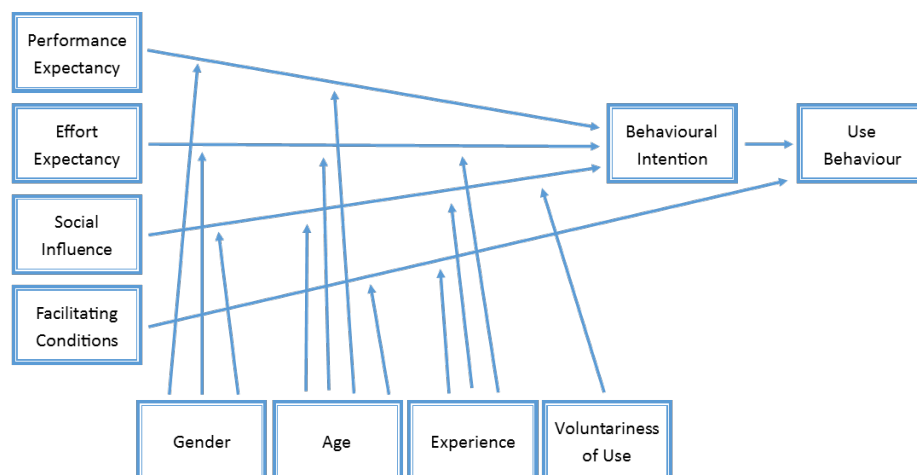 Performance
Expectancy
Effort
Expectancy
Behavioural
Intention
Use
Behaviour
Social
Influence
Facilitating
Conditions
Gender
Age
Experience
Voluntariness
of Use